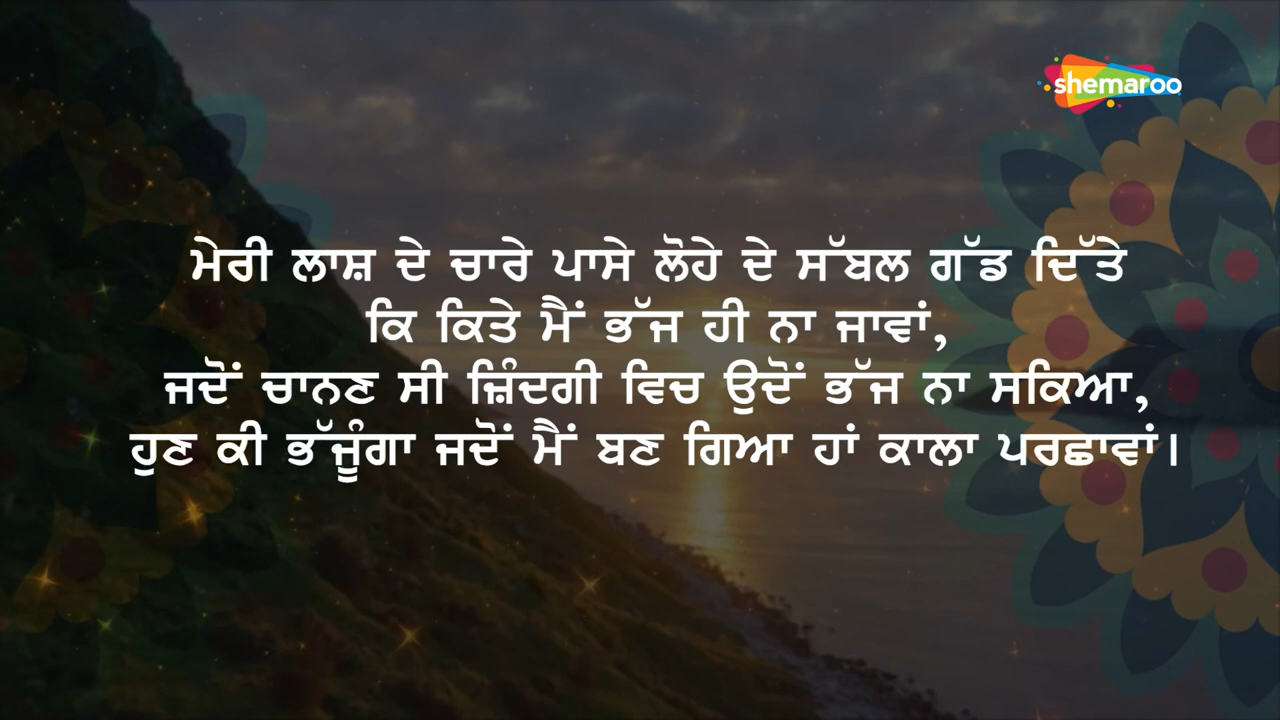 shemaroo
ਮੇਰੀ ਲਾਸ਼ ਦੇ ਚਾਰੇ ਪਾਸੇ ਲੋਹੇ ਦੇ ਸੱਬਲ ਗੱਡ ਦਿੱਤੇ
ਕਿ ਕਿਤੇ ਮੈਂ ਭੱਜ ਹੀ ਨਾ ਜਾਵਾਂ,
ਜਦੋਂ ਚਾਨਣ ਸੀ ਜ਼ਿੰਦਗੀ ਵਿਚ ਉਦੋਂ ਭੱਜ ਨਾ ਸਕਿਆ,
ਹੁਣ ਕੀ ਭੱਜੂੰਗਾ ਜਦੋਂ ਮੈਂ ਬਣ ਗਿਆ ਹਾਂ ਕਾਲਾ ਪਰਛਾਵਾਂ।